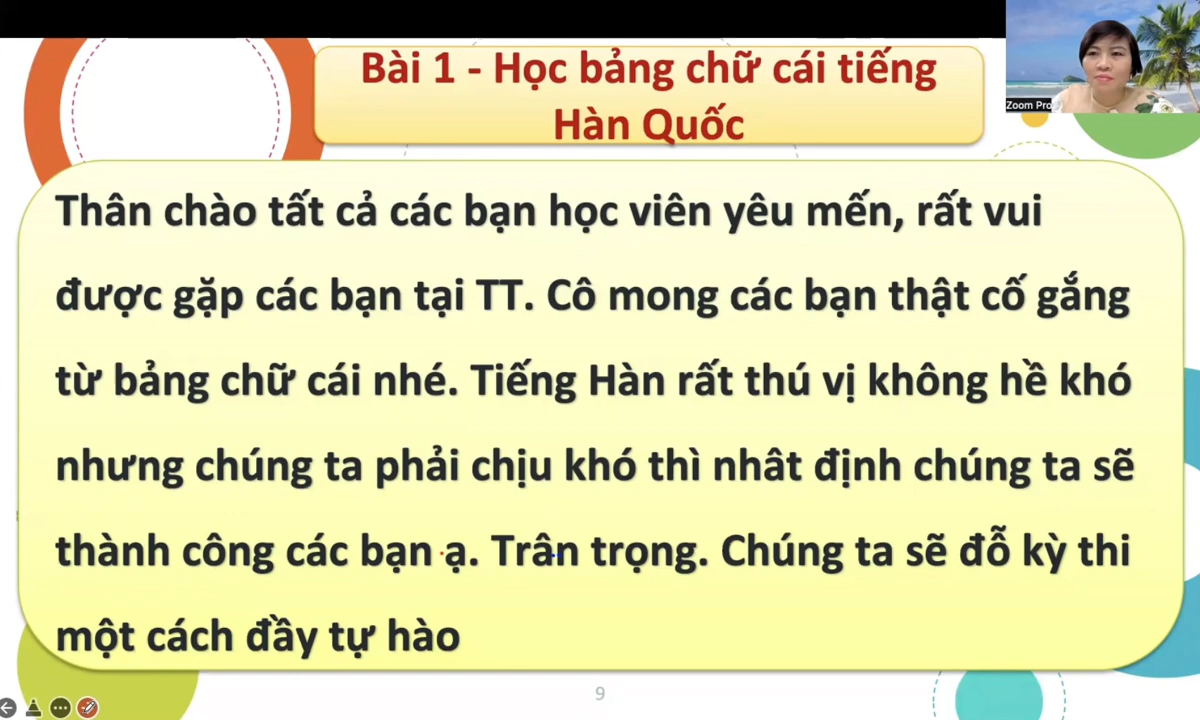 Bài 1 - Học bảng chữ cái tiếng
Hàn Quốc
Zoom Pro
Thân chào tất cả các bạn học viên yêu mến, rất vui
được gặp các bạn tại TT. Cô mong các bạn thật cố gắng
từ bảng chữ cái nhé. Tiếng Hàn rất thú vị không hề khó
nhưng chúng ta phải chịu khó thì nhât định chúng ta sẽ
thành công các bạn ạ. Trân trọng. Chúng ta sẽ đỗ kỳ thi
một cách đầy tự hào
9